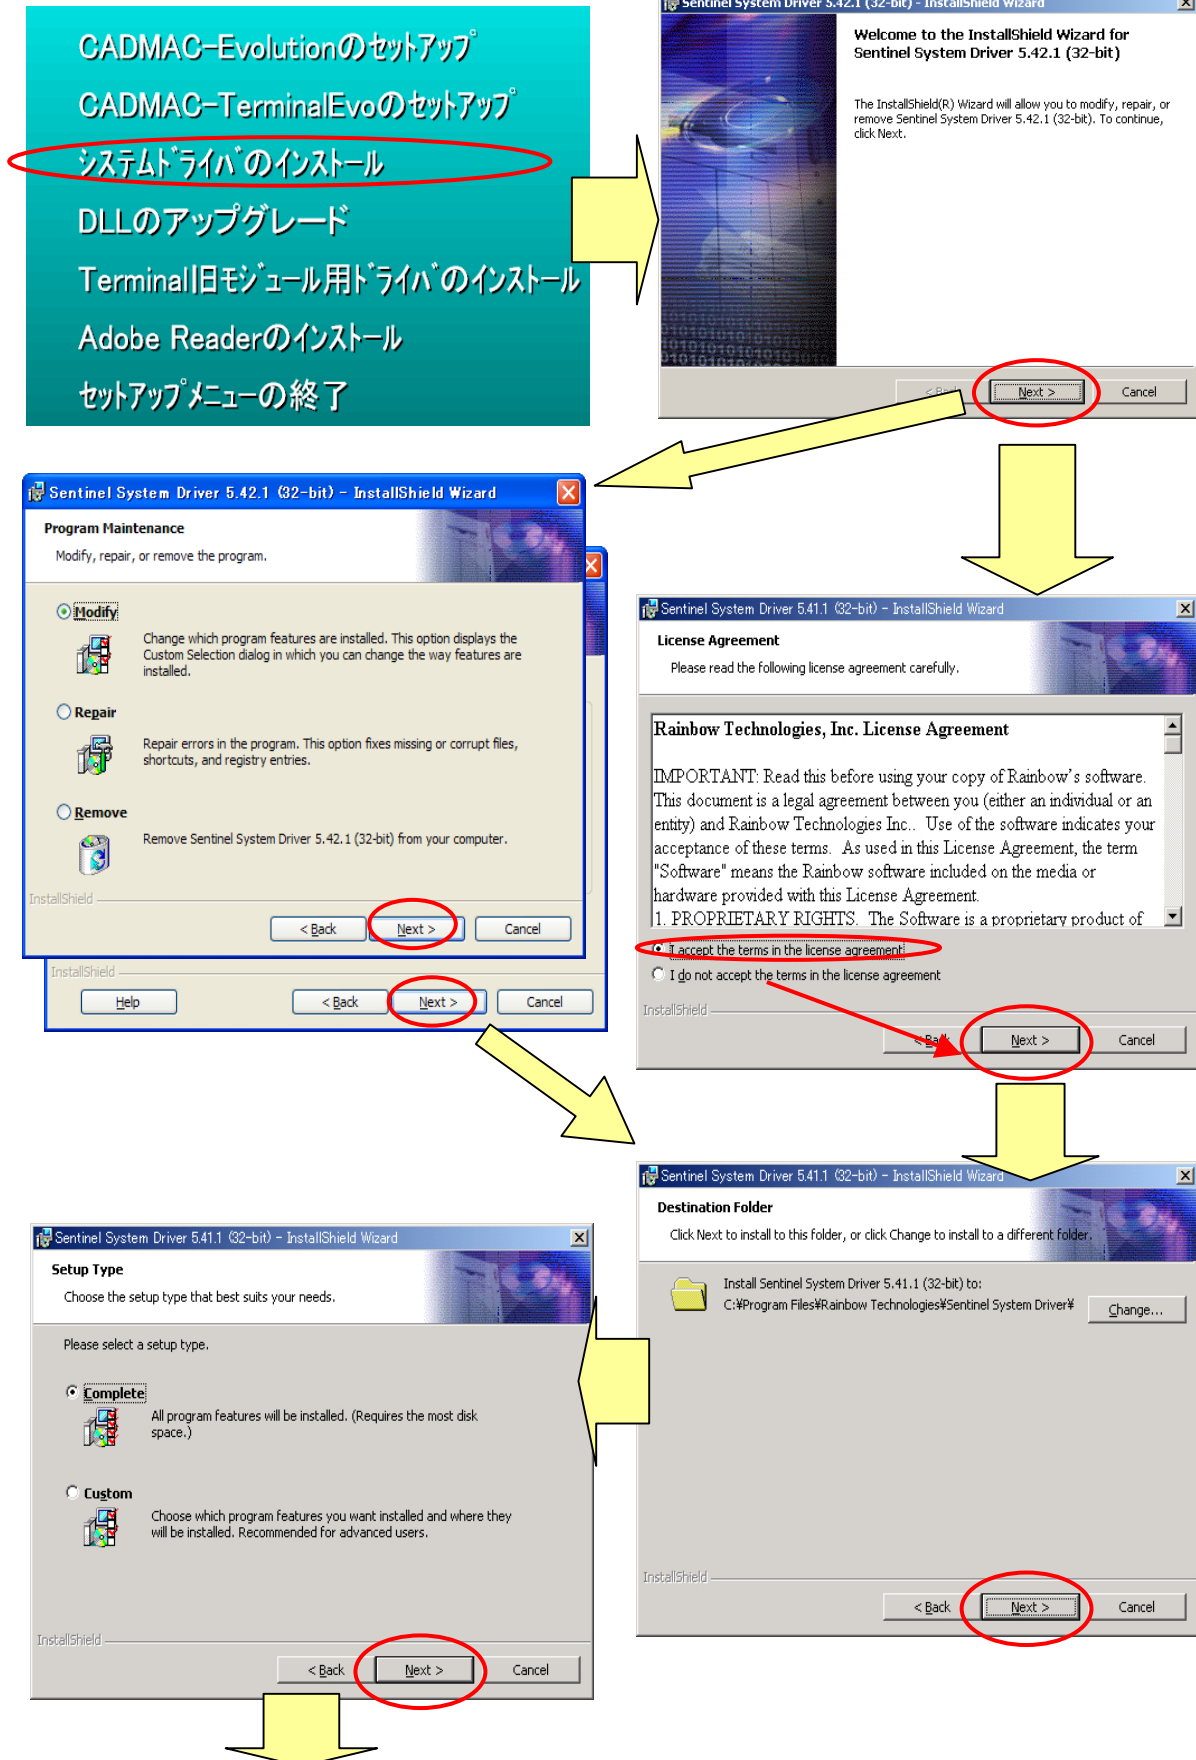 CADMAC-Evolutionのセットアップ
CADMAC-TerminalEvoのセットアップ
システムドライバのインストール
DLLのアップグレード
Terminal旧モジュール用ドライバのインストール
Adobe Readerのインストール
セットアップメニューの終了
Sentinel System Driver 5.42.1 (32-bit) - InstallShield Wizard
Welcome to the InstallShield Wizard for
Sentinel System Driver 5.42.1 (32-bit)
The InstallShield(R) Wizard will allow you to modify, repair, or
remove Sentinel System Driver 5.42.1 (32-bit). To continue,
click Next.
< Back Next > Cancel
Sentinel System Driver 5.42.1 (32-bit) - InstallShield Wizard
Program Maintenance
Modify, repair, or remove the program.
Modify
Change which program features are installed. This option displays the
Custom Selection dialog in which you can change the way features are
installed.
Repair
Repair errors in the program. This option fixes missing or corrupt files,
shortcuts, and registry entries.
Remove
Remove Sentinel System Driver 5.42.1 (32-bit) from your computer.
InstallShield
< Back Next > Cancel
InstallShield
Help < Back Next > Cancel
Sentinel System Driver 5.41.1 (32-bit) - InstallShield Wizard
License Agreement
Please read the following license agreement carefully.
Rainbow Technologies, Inc. License Agreement
IMPORTANT: Read this before using your copy of Rainbow's software.
This document is a legal agreement between you (either an individual or an
entity) and Rainbow Technologies Inc.. Use of the software indicates your
acceptance of these terms. As used in this License Agreement, the term
"Software" means the Rainbow software included on the media or
hardware provided with this License Agreement.
1. PROPRIETARY RIGHTS. The Software is a proprietary product of
I accept the terms in the license agreement
I do not accept the terms in the license agreement
InstallShield
< Back Next > Cancel
Sentinel System Driver 5.41.1 (32-bit) - InstallShield Wizard
Destination Folder
Click Next to install to this folder, or click Change to install to a different folder.
Install Sentinel System Driver 5.41.1 (32-bit) to:
C:¥Program Files¥Rainbow Technologies¥Sentinel System Driver¥
Change...
InstallShield
< Back Next > Cancel
Sentinel System Driver 5.41.1 (32-bit) - InstallShield Wizard
Setup Type
Choose the setup type that best suits your needs.
Please select a setup type.
Complete
All program features will be installed. (Requires the most disk
space.)
Custom
Choose which program features you want installed and where they
will be installed. Recommended for advanced users.
InstallShield
< Back Next > Cancel